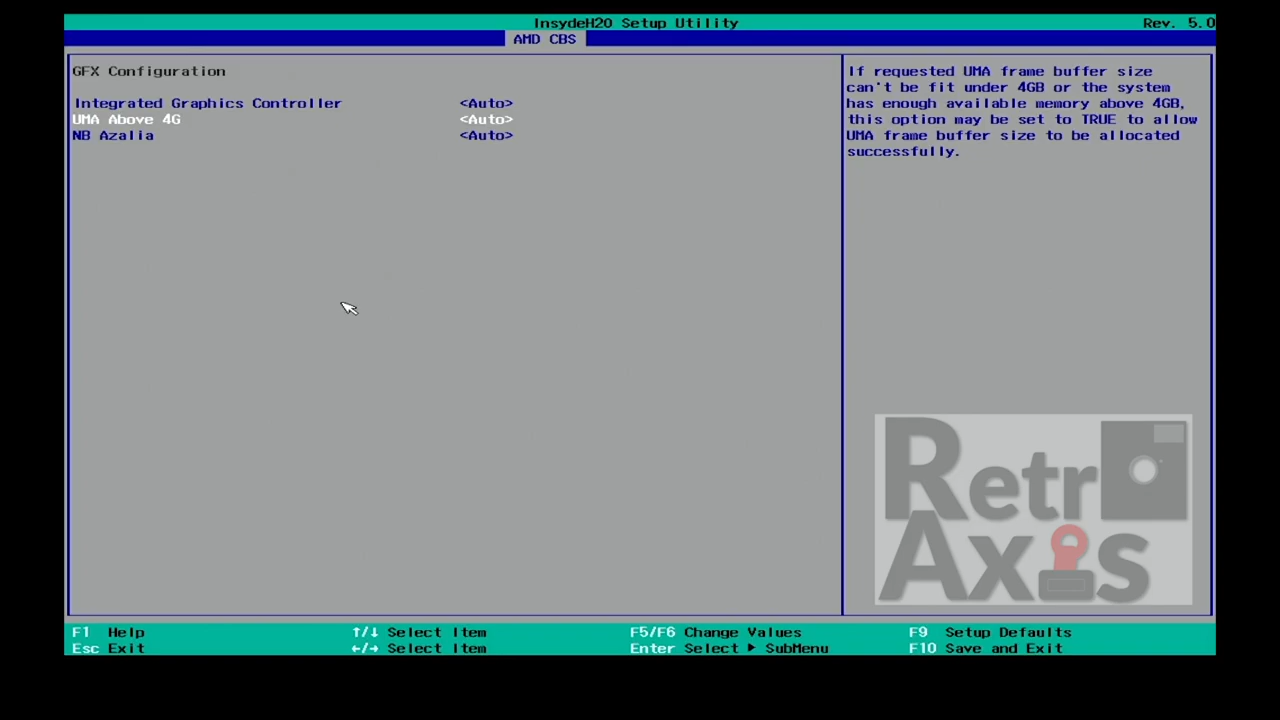 InsydeH2O Setup Utility Rev. 5.0
AMD CBS
GFX Configuration
Integrated Graphics Controller <Auto>
UMA Above 4G <Auto>
NB Azalia <Auto>
If requested UMA frame buffer size
can't be fit under 4GB or the system
has enough available memory above 4GB,
this option may be set to TRUE to allow
UMA frame buffer size to be allocated
successfully.
Retro
Axis
F1 Help ↑/↓ Select Item F5/F6 Change Values F9 Setup Defaults
Esc Exit ←/→ Select Item Enter Select ▶ SubMenu F10 Save and Exit